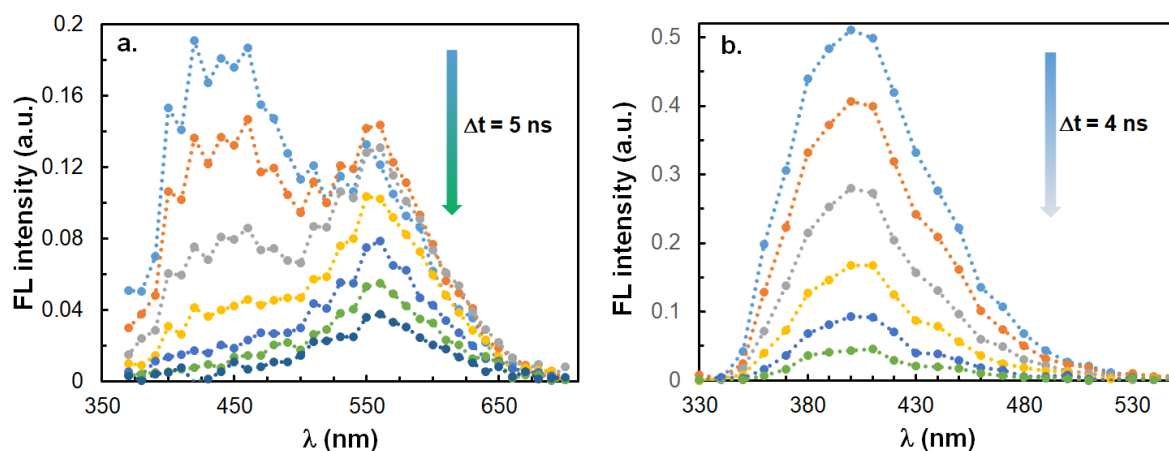 a.
FL intensity (a.u.)
0.2
0.16
0.12
0.08
0.04
0
Δt = 5 ns
350 450 550 650
λ (nm)
b.
FL intensity (a.u.)
0.5
0.4
0.3
0.2
0.1
0
Δt = 4 ns
330 380 430 480 530
λ (nm)